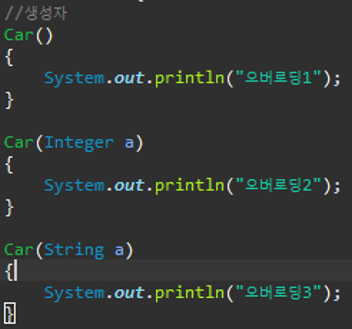 //생성자
Car()
{
    System.out.println("오버로딩1");
}

Car(Integer a)
{
    System.out.println("오버로딩2");
}

Car(String a)
{
    System.out.println("오버로딩3");
}